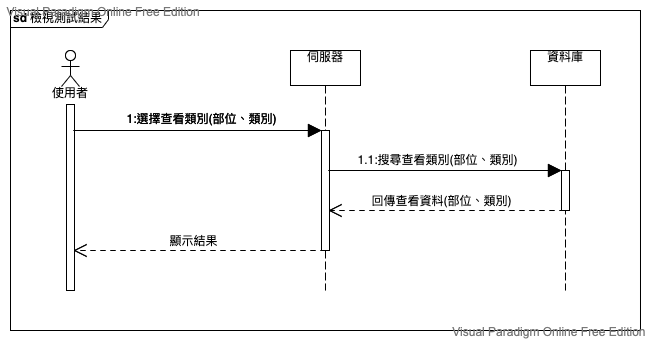 Visual Paradigm Online Free Edition
sd 檢視測試結果
使用者
伺服器
資料庫
1:選擇查看類別(部位、類別)
1.1:搜尋查看類別(部位、類別)
回傳查看資料(部位、類別)
顯示結果
Visual Paradigm Online Free Edition